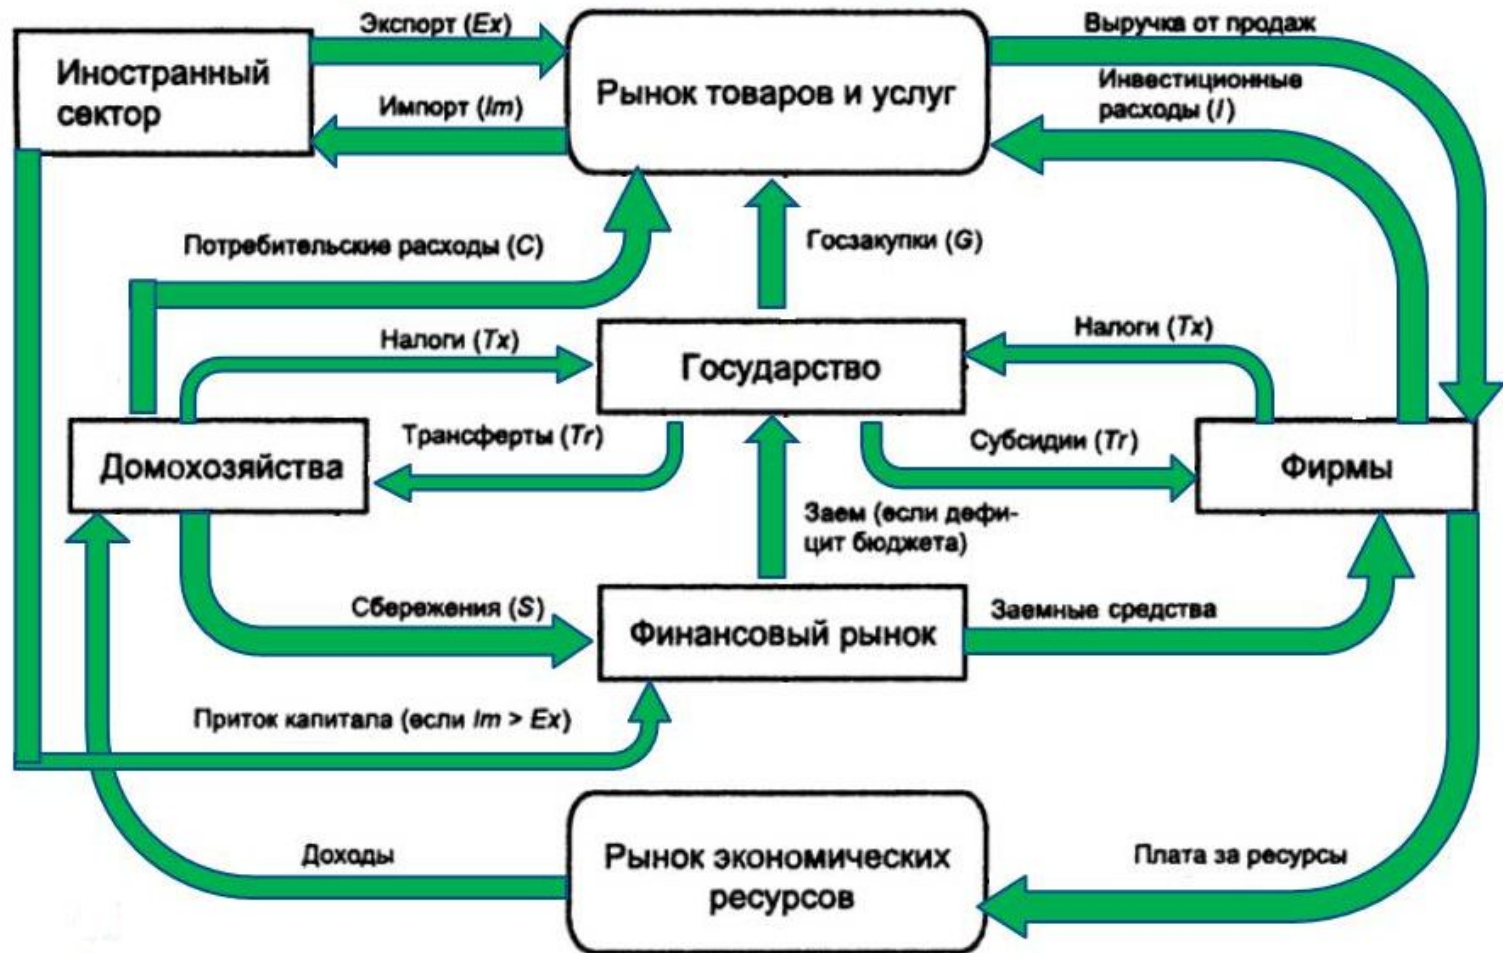 Экспорт (Ex)
Выручка от продаж
Иностранный
сектор
Рынок товаров и услуг
Инвестиционные
расходы (I)
Импорт (Im)
Потребительские расходы (C)
Госзакупки (G)
Налоги (Tx)
Государство
Налоги (Tx)
Трансферты (Tr)
Субсидии (Tr)
Домохозяйства
Фирмы
Заем (если дефи-
цит бюджета)
Сбережения (S)
Финансовый рынок
Заемные средства
Приток капитала (если Im > Ex)
Доходы
Рынок экономических
ресурсов
Плата за ресурсы